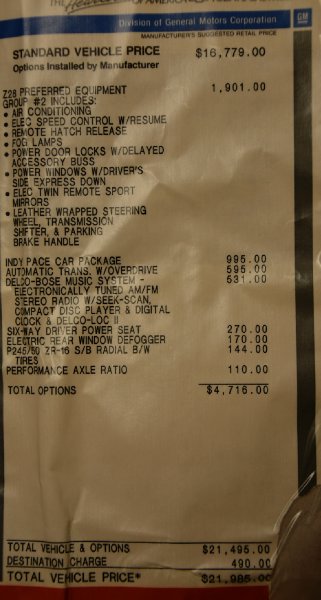 THE Heartbeat OF AMERICA
Division of General Motors Corporation
GM
MANUFACTURER'S SUGGESTED RETAIL PRICE
STANDARD VEHICLE PRICE $16,779.00
Options Installed by Manufacturer
Z28 PREFERRED EQUIPMENT 1,901.00
GROUP #2 INCLUDES:
• AIR CONDITIONING
• ELEC SPEED CONTROL W/RESUME
• REMOTE HATCH RELEASE
• FOG LAMPS
• POWER DOOR LOCKS W/DELAYED
ACCESSORY BUSS
• POWER WINDOWS W/DRIVER'S
SIDE EXPRESS DOWN
• ELEC TWIN REMOTE SPORT
MIRRORS
• LEATHER WRAPPED STEERING
WHEEL, TRANSMISSION
SHIFTER, & PARKING
BRAKE HANDLE
INDY PACE CAR PACKAGE 995.00
AUTOMATIC TRANS. W/OVERDRIVE 595.00
DELCO-BOSE MUSIC SYSTEM - 531.00
ELECTRONICALLY TUNED AM/FM
STEREO RADIO W/SEEK-SCAN,
COMPACT DISC PLAYER & DIGITAL
CLOCK & DELCO-LOC II
SIX-WAY DRIVER POWER SEAT 270.00
ELECTRIC REAR WINDOW DEFOGGER 170.00
P245/50 ZR-16 S/B RADIAL B/W 144.00
TIRES
PERFORMANCE AXLE RATIO 110.00
TOTAL OPTIONS $4,716.00
TOTAL VEHICLE & OPTIONS $21,495.00
DESTINATION CHARGE 490.00
TOTAL VEHICLE PRICE* $21,985.00